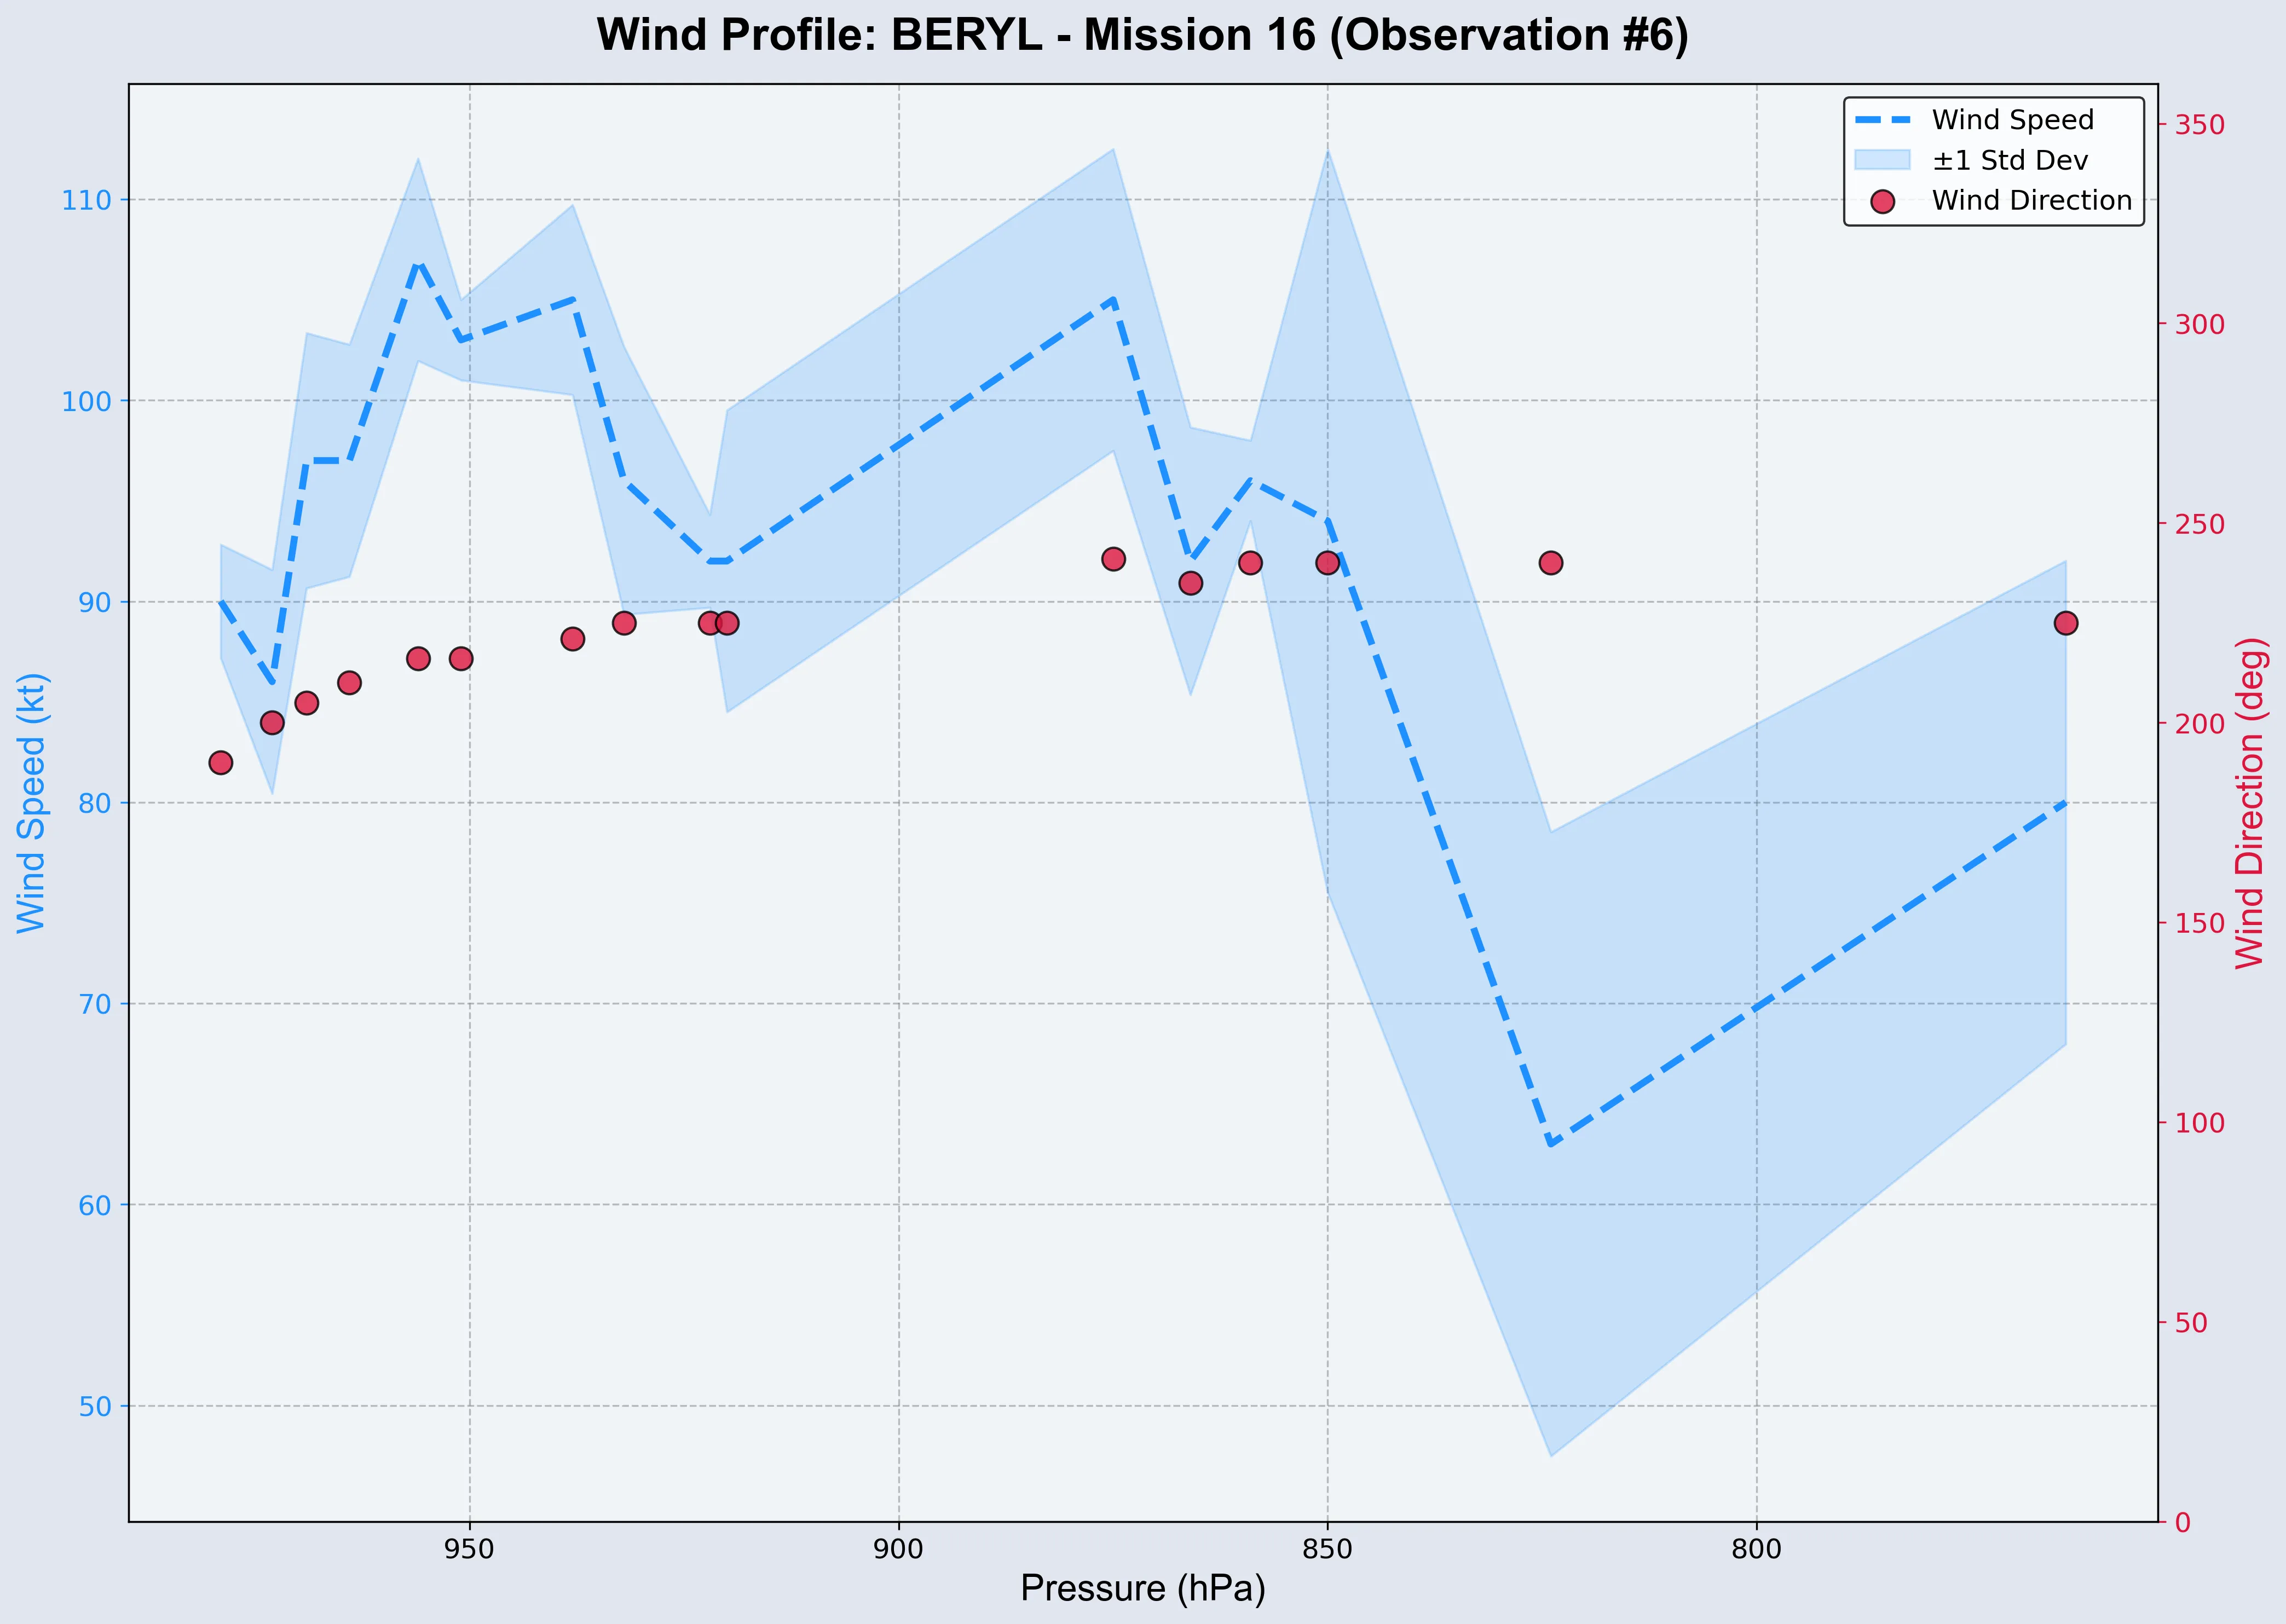 Wind Profile: BERYL - Mission 16 (Observation #6)
Wind Speed
±1 Std Dev
Wind Direction
Wind Speed (kt)
110
100
90
80
70
60
50
350
300
250
200
150
100
50
0
Wind Direction (deg)
950
900
850
800
Pressure (hPa)